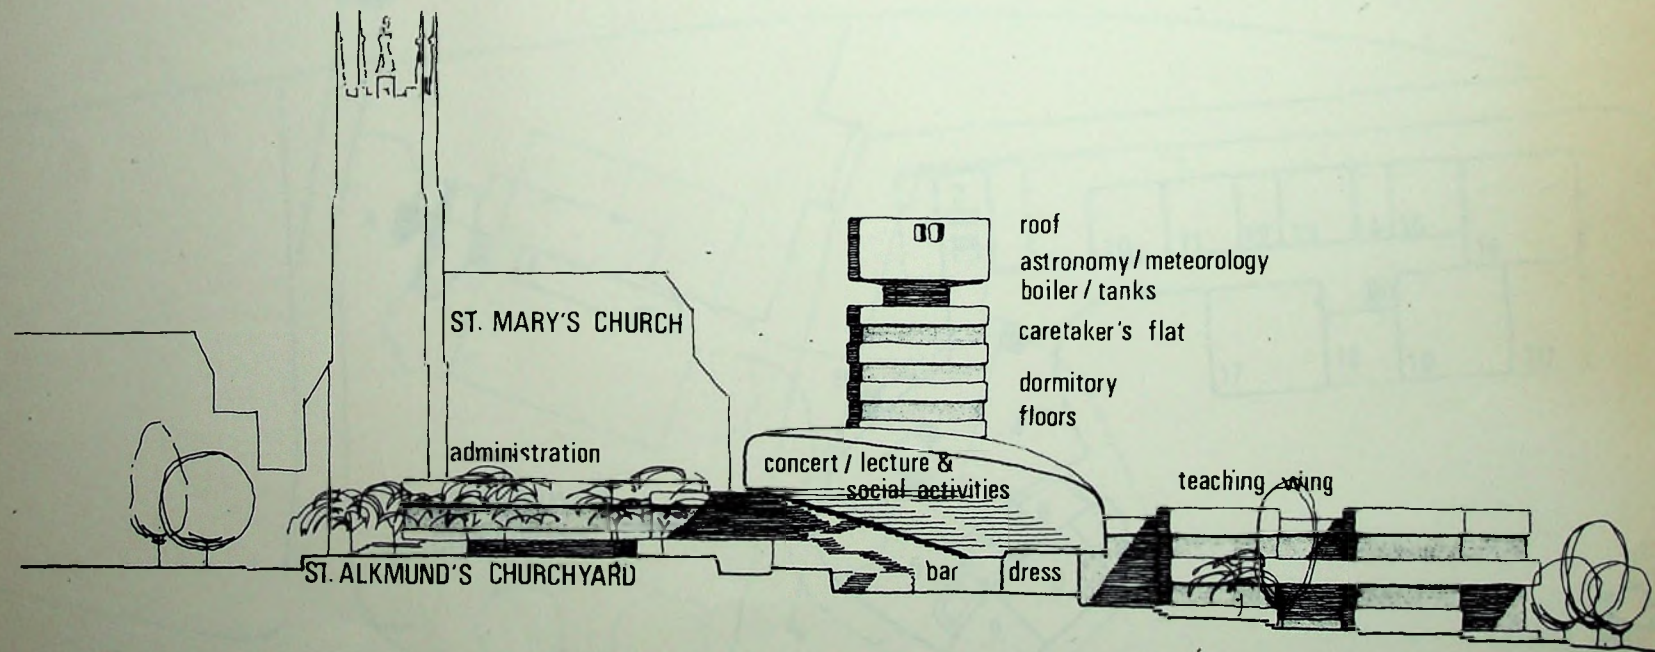 ST. MARY'S CHURCH
administration
ST. ALKMUND'S CHURCHYARD
roof
astronomy / meteorology
boiler / tanks
caretaker's flat
dormitory
floors
concert / lecture &
social activities
bar
dress
teaching wing